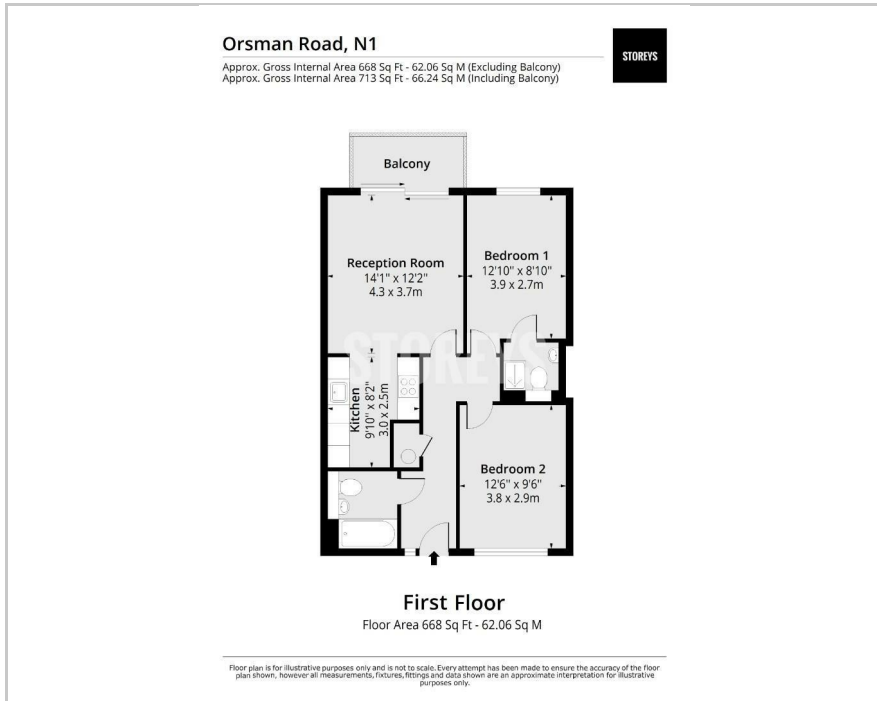 Orsman Road, N1
Approx. Gross Internal Area 668 Sq Ft - 62.06 Sq M (Excluding Balcony)
Approx. Gross Internal Area 713 Sq Ft - 66.24 Sq M (Including Balcony)
STOREYS
Balcony
Reception Room
14'1" x 12'2"
4.3 x 3.7m
Bedroom 1
12'10" x 8'10"
3.9 x 2.7m
STOREYS
Kitchen
9'10" x 8'2"
3.0 x 2.5m
Bedroom 2
12'6" x 9'6"
3.8 x 2.9m
First Floor
Floor Area 668 Sq Ft - 62.06 Sq M
Floor plan is for illustrative purposes only and is not to scale. Every attempt has been made to ensure the accuracy of the floor
plan shown, however all measurements, fixtures, fittings and data shown are an approximate interpretation for illustrative
purposes only.